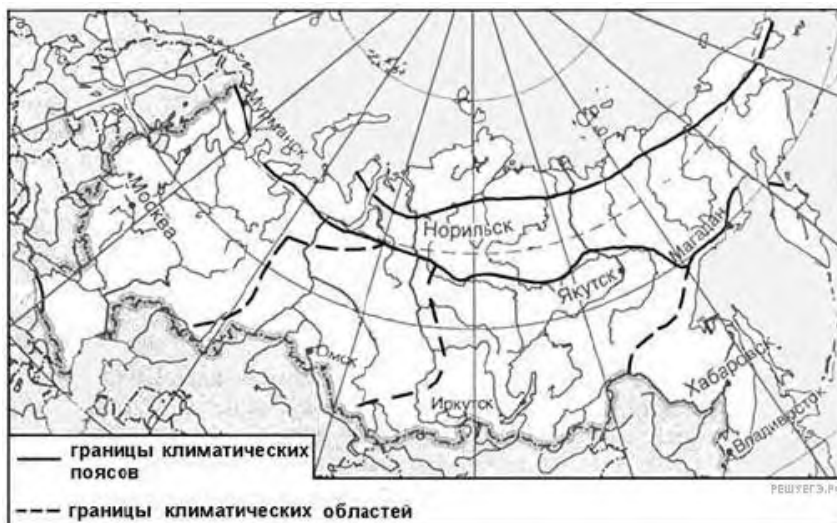 Мурманск
Москва
Норильск
Якутск
Магадан
Омск
Иркутск
Хабаровск
Владивосток
границы климатических
поясов
границы климатических областей
РЕШУЕГЭ.РФ